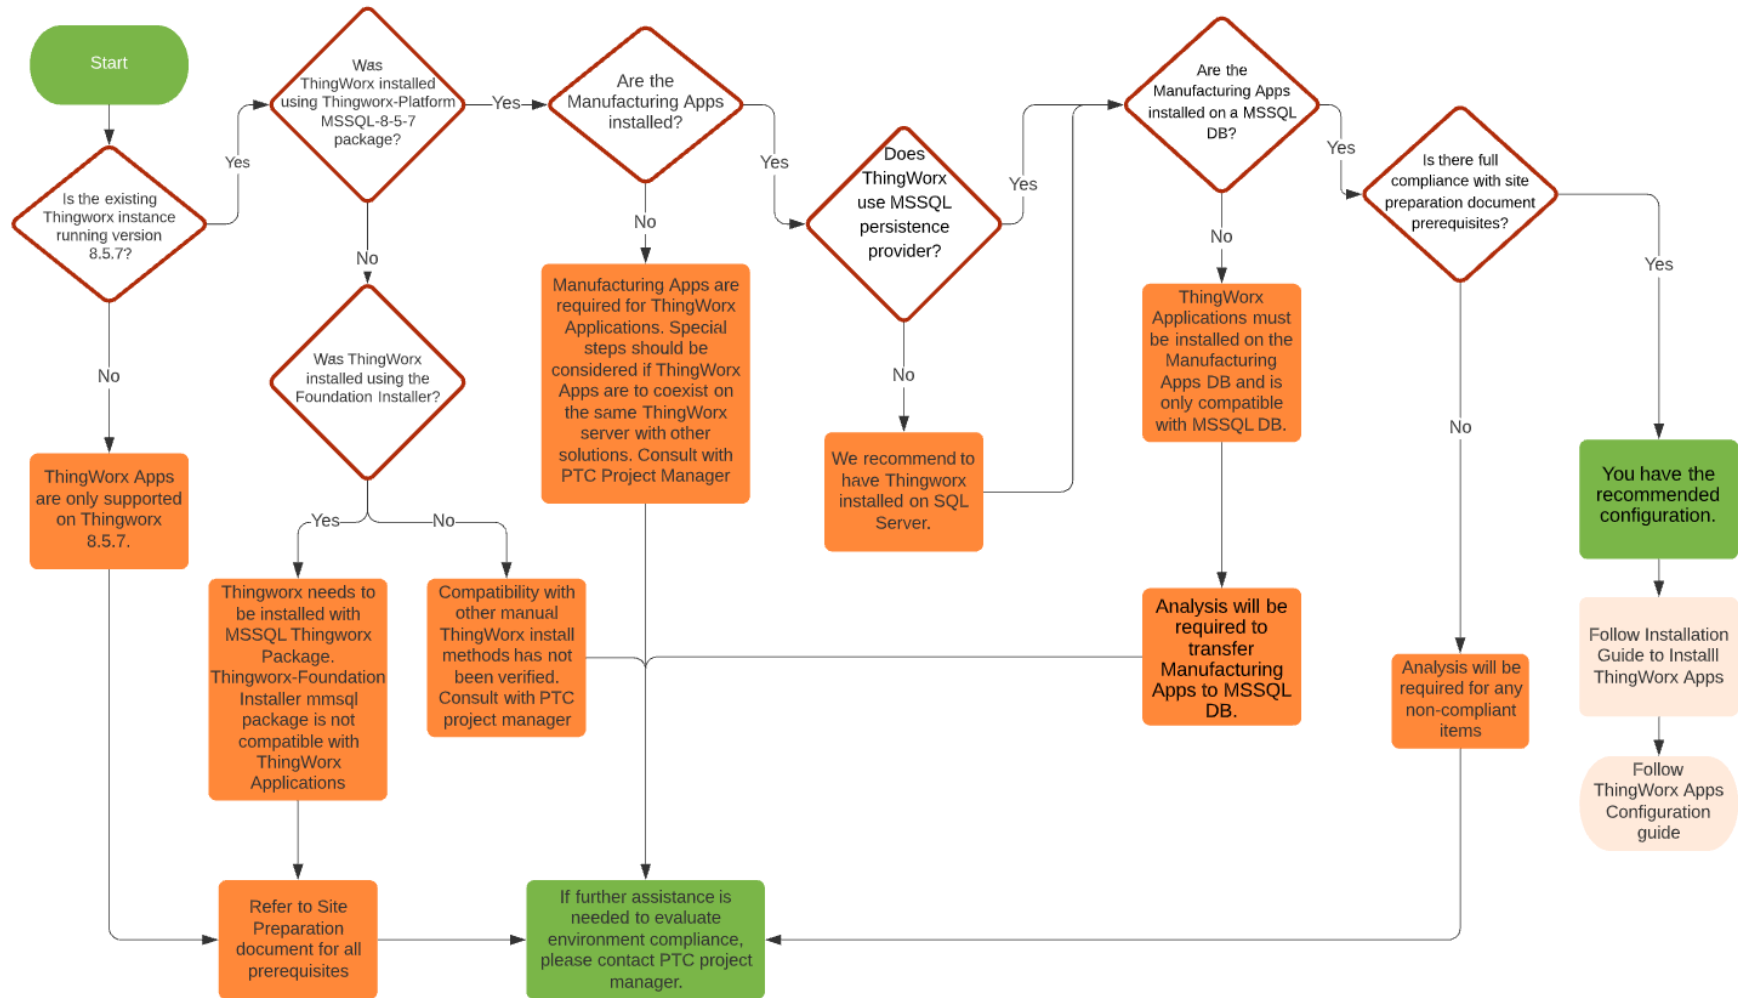 Start
Is the existing
Thingworx instance
running version
8.5.7?
Yes
No
ThingWorx Apps
are only supported
on Thingworx
8.5.7.
Was
ThingWorx installed
using Thingworx-Platform
MSSQL-8-5-7
package?
Yes
No
Was ThingWorx
installed using the
Foundation Installer?
Yes
No
Thingworx needs to
be installed with
MSSQL Thingworx
Package.
Thingworx-Foundation
Installer mmsql
package is not
compatible with
ThingWorx
Applications
Compatibility with
other manual
ThingWorx install
methods has not
been verified.
Consult with PTC
project manager
Refer to Site
Preparation
document for all
prerequisites
Are the
Manufacturing Apps
installed?
Yes
No
Manufacturing Apps are
required for ThingWorx
Applications. Special
steps should be
considered if ThingWorx
Apps are to coexist on
the same ThingWorx
server with other
solutions. Consult with
PTC Project Manager
If further assistance is
needed to evaluate
environment compliance,
please contact PTC project
manager.
Does
ThingWorx
use MSSQL
persistence
provider?
Yes
No
We recommend to
have Thingworx
installed on SQL
Server.
Are the
Manufacturing Apps
installed on a MSSQL
DB?
Yes
No
ThingWorx
Applications must
be installed on the
Manufacturing
Apps DB and is
only compatible
with MSSQL DB.
Analysis will be
required to
transfer
Manufacturing
Apps to MSSQL
DB.
Is there full
compliance with site
preparation document
prerequisites?
Yes
No
Analysis will be
required for any
non-compliant
items
You have the
recommended
configuration.
Follow Installation
Guide to Installl
ThingWorx Apps
Follow
ThingWorx Apps
Configuration
guide